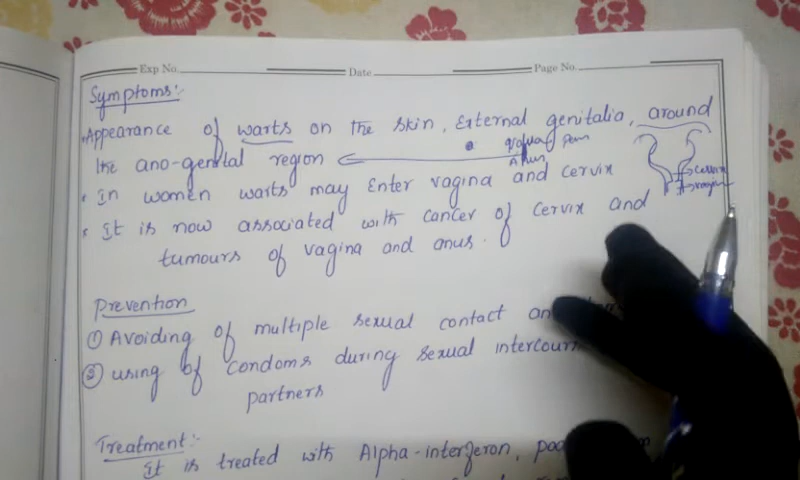 Exp No.
Date
Page No.
Symptoms:-
Appearance of warts on the skin, External genitalia, around
the ano-genital region
In women warts may Enter vagina and cervix
cervix
It is now associated with cancer of cervix and
tumours of vagina and anus.
Prevention
① Avoiding of multiple sexual contact
② using of condoms during sexual
partners
Treatment:-
It is treated with Alpha-interferon,